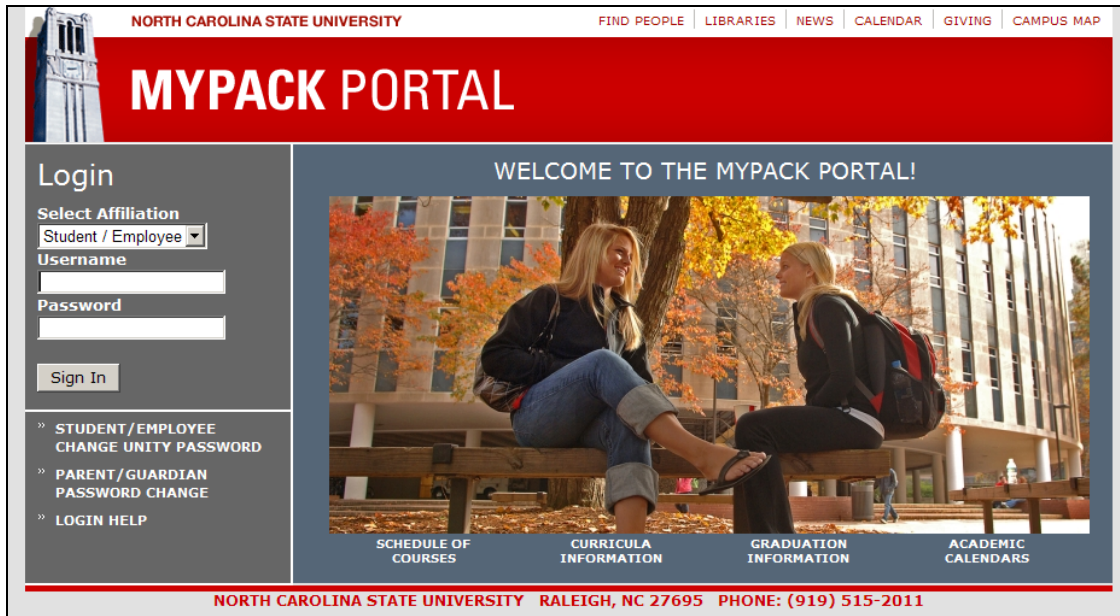 NORTH CAROLINA STATE UNIVERSITY
FIND PEOPLE LIBRARIES NEWS CALENDAR GIVING CAMPUS MAP
MYPACK PORTAL
Login
Select Affiliation
Student / Employee
Username
Password
Sign In
» STUDENT/EMPLOYEE
CHANGE UNITY PASSWORD
» PARENT/GUARDIAN
PASSWORD CHANGE
» LOGIN HELP
WELCOME TO THE MYPACK PORTAL!
SCHEDULE OF
COURSES
CURRICULA
INFORMATION
GRADUATION
INFORMATION
ACADEMIC
CALENDARS
NORTH CAROLINA STATE UNIVERSITY RALEIGH, NC 27695 PHONE: (919) 515-2011